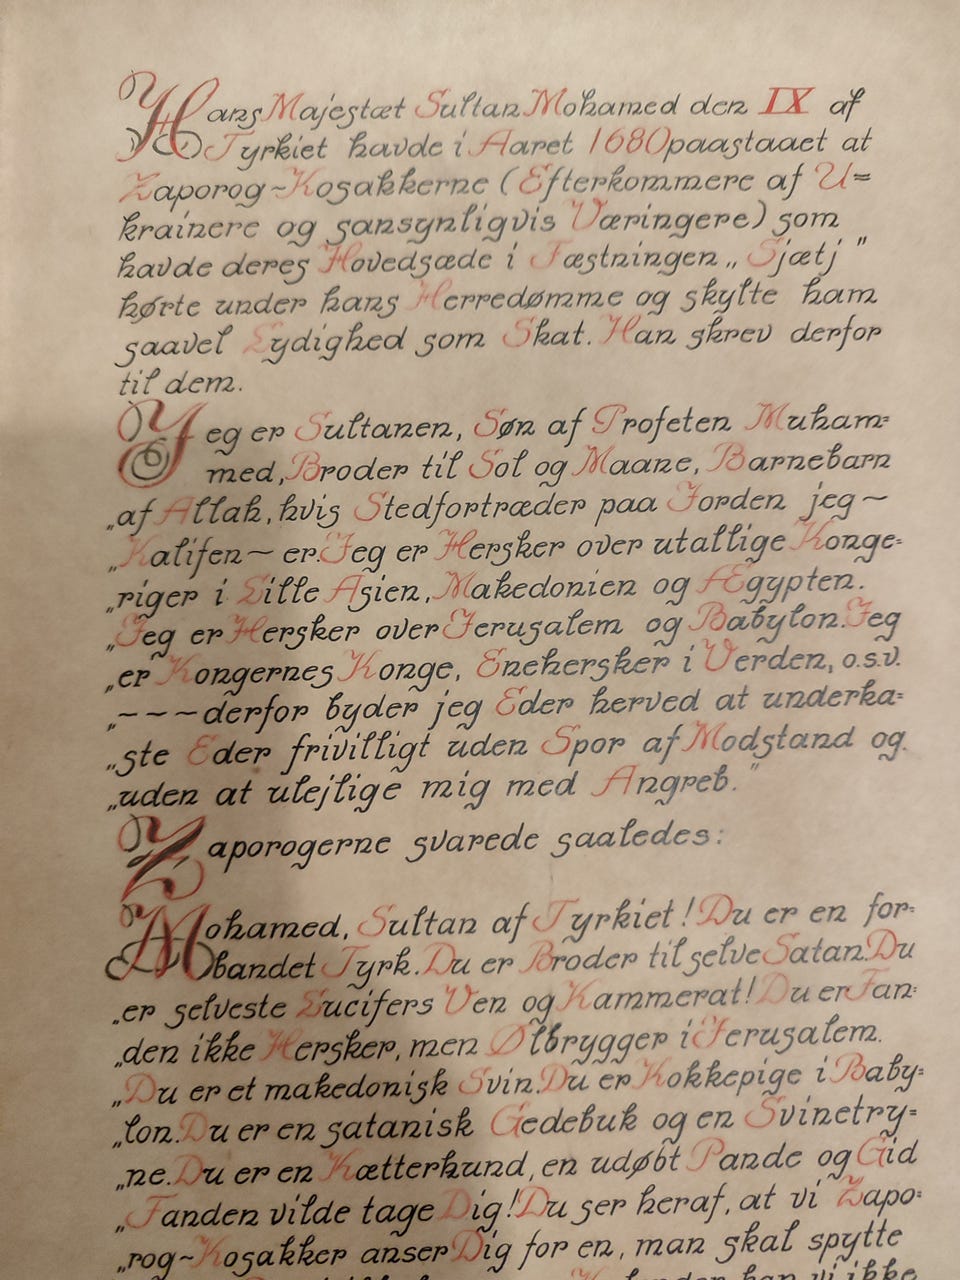 Hans Majestæt Sultan Mohamed den IX af
Tyrkiet havde i Aaret 1680 paastaaet at
Zaporog~Kosakkerne (Efterkommere af U=
krainere og sansynligvis Væringere) som
havde deres Hovedsæde i Fæstningen „Sjætj"
hørte under hans Herredømme og skylte ham
saavel Lydighed som Skat. Han skrev derfor
til dem.
Jeg er Sultanen, Søn af Profeten Muham=
med, Broder til Sol og Maane, Barnebarn
„af Allah, hvis Stedfortræder paa Jorden jeg~
„Kalifen~ er. Jeg er Hersker over utallige Konge=
„riger i Lille Asien, Makedonien og Ægypten.
„Jeg er Hersker over Jerusalem og Babylon. Jeg
„er Kongernes Konge, Enehersker i Verden, o.s.v.
„~~~derfor byder jeg Eder herved at underka=
„ste Eder frivilligt uden Spor af Modstand og
„uden at ulejlige mig med Angreb."
Zaporogerne svarede saaledes:
Mohamed, Sultan af Tyrkiet! Du er en for=
bandet Tyrk. Du er Broder til selve Satan. Du
„er selveste Lucifers Ven og Kammerat! Du er Fan=
„den ikke Hersker, men Ølbrygger i Jerusalem.
„Du er et makedonisk Svin. Du er Kokkepige i Baby=
„lon. Du er en satanisk Gedebuk og en Svinetry=
„ne. Du er en Kætterhund, en udøbt Pande og Gid
„Fanden vilde tage Dig! Du ser heraf, at vi Zapo=
„rog~Kosakker anser Dig for en, man skal spytte
kan vi ikke